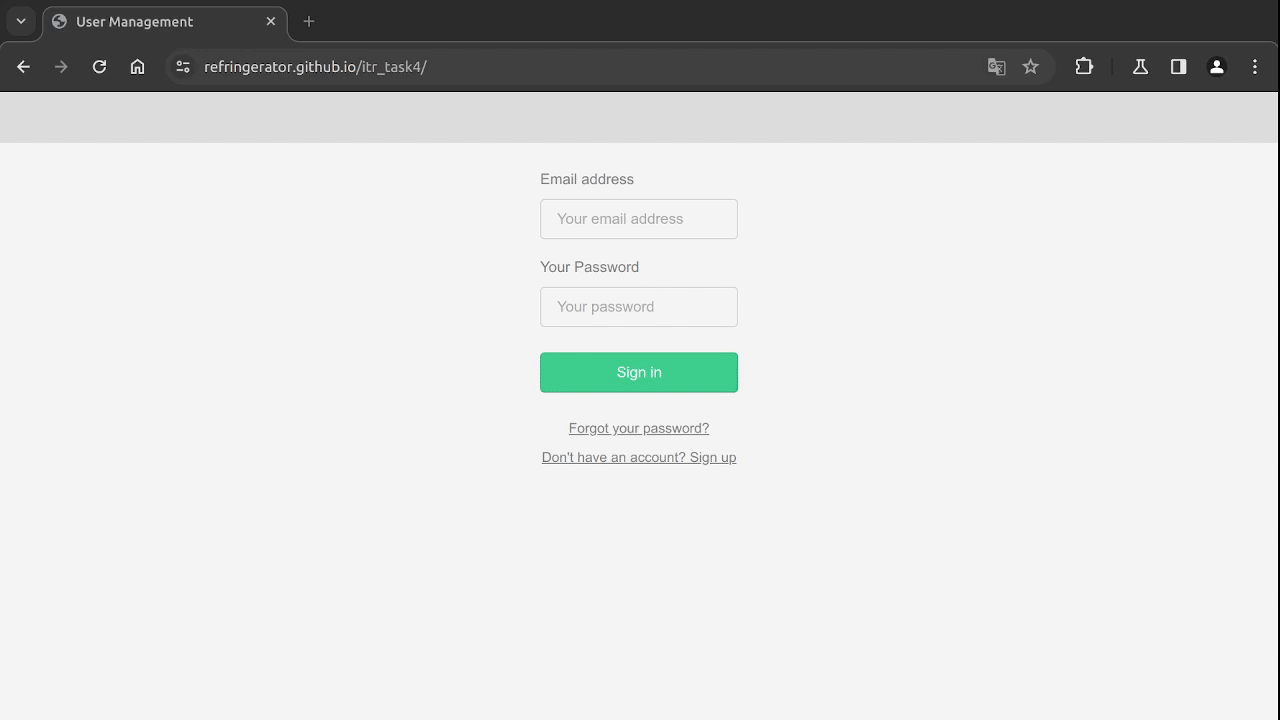 User Management
refringerator.github.io/itr_task4/
Email address
Your email address
Your Password
Your password
Sign in
Forgot your password?
Don't have an account? Sign up